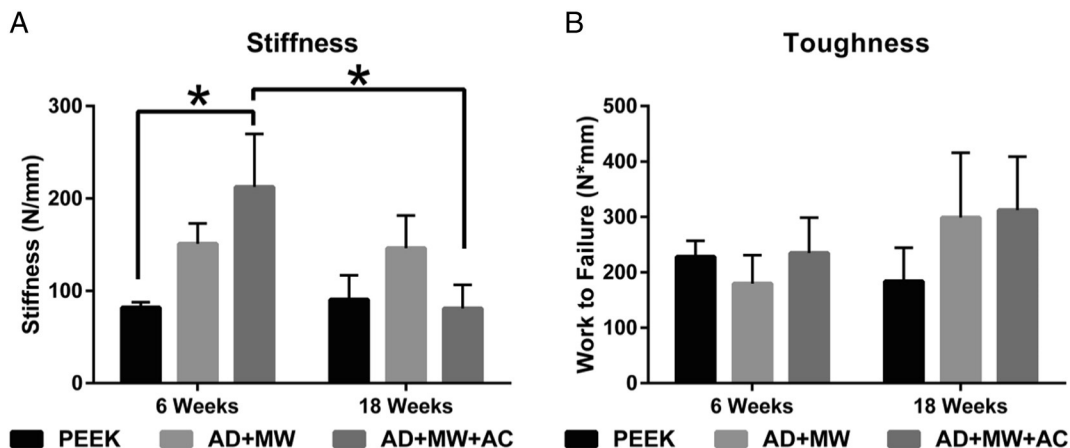 A
Stiffness
*
*
Stiffness (N/mm)
300
200
100
0
6 Weeks
18 Weeks
PEEK AD+MW AD+MW+AC
B
Toughness
Work to Failure (N*mm)
500
400
300
200
100
0
6 Weeks
18 Weeks
PEEK AD+MW AD+MW+AC